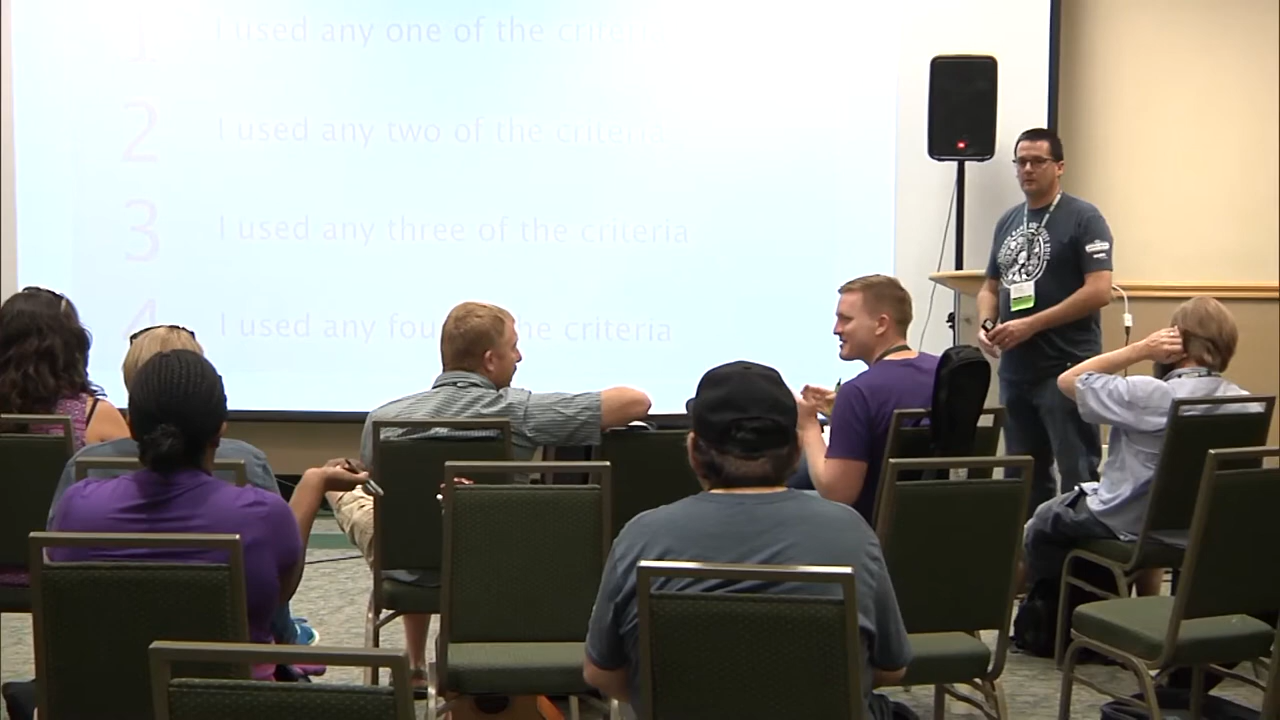 1 I used any one of the criteria
2 I used any two of the criteria
3 I used any three of the criteria
4 I used any four the criteria